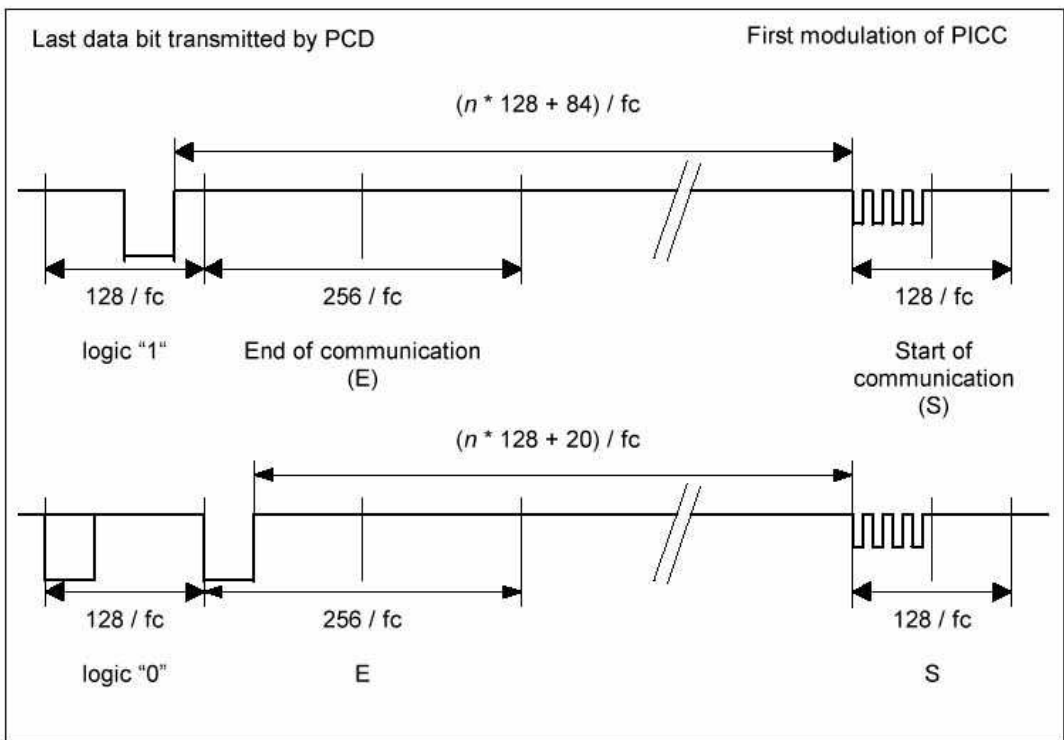 Last data bit transmitted by PCD
First modulation of PICC
(n * 128 + 84) / fc
128 / fc
256 / fc
128 / fc
logic “1“
End of communication
(E)
Start of
communication
(S)
(n * 128 + 20) / fc
128 / fc
256 / fc
128 / fc
logic “0”
E
S